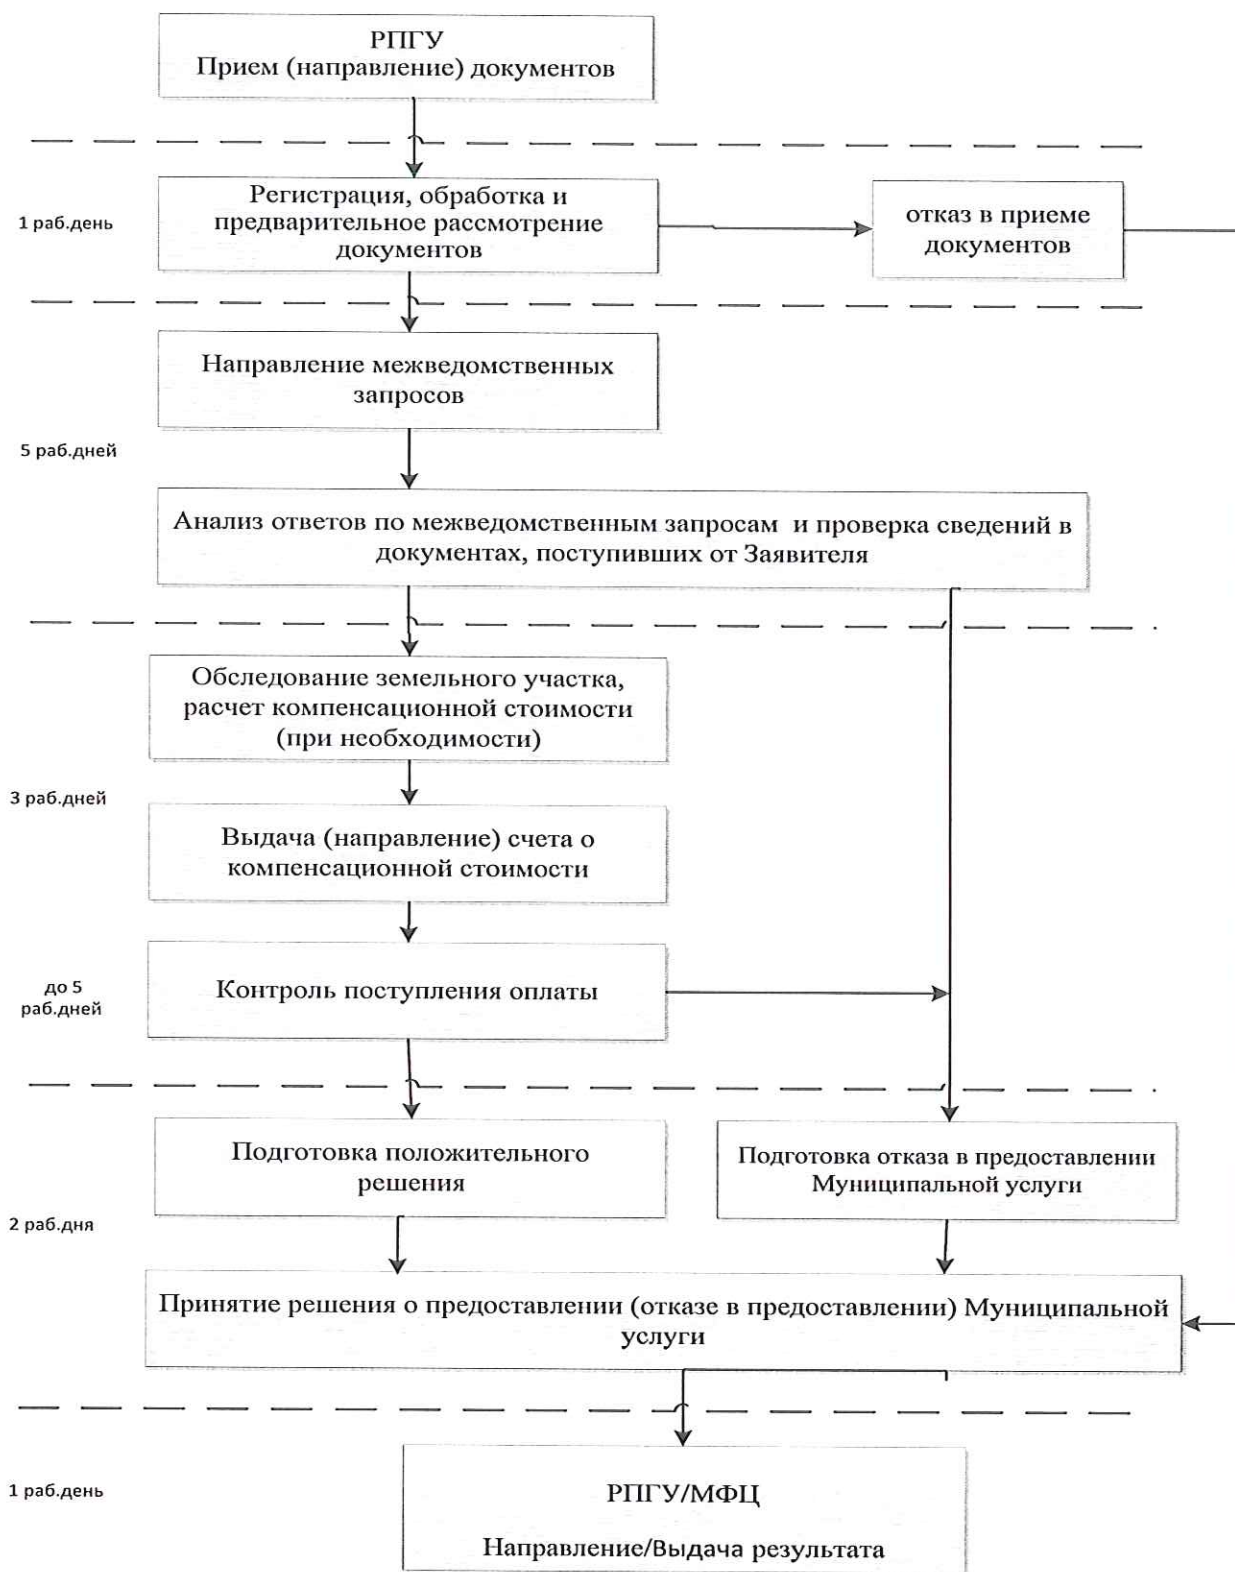 РПГУ
Прием (направление) документов
1 раб.день
Регистрация, обработка и
предварительное рассмотрение
документов
отказ в приеме
документов
Направление межведомственных
запросов
5 раб.дней
Анализ ответов по межведомственным запросам и проверка сведений в
документах, поступивших от Заявителя
Обследование земельного участка,
расчет компенсационной стоимости
(при необходимости)
3 раб.дней
Выдача (направление) счета о
компенсационной стоимости
до 5
раб.дней
Контроль поступления оплаты
Подготовка положительного
решения
Подготовка отказа в предоставлении
Муниципальной услуги
2 раб.дня
Принятие решения о предоставлении (отказе в предоставлении) Муниципальной
услуги
1 раб.день
РПГУ/МФЦ
Направление/Выдача результата